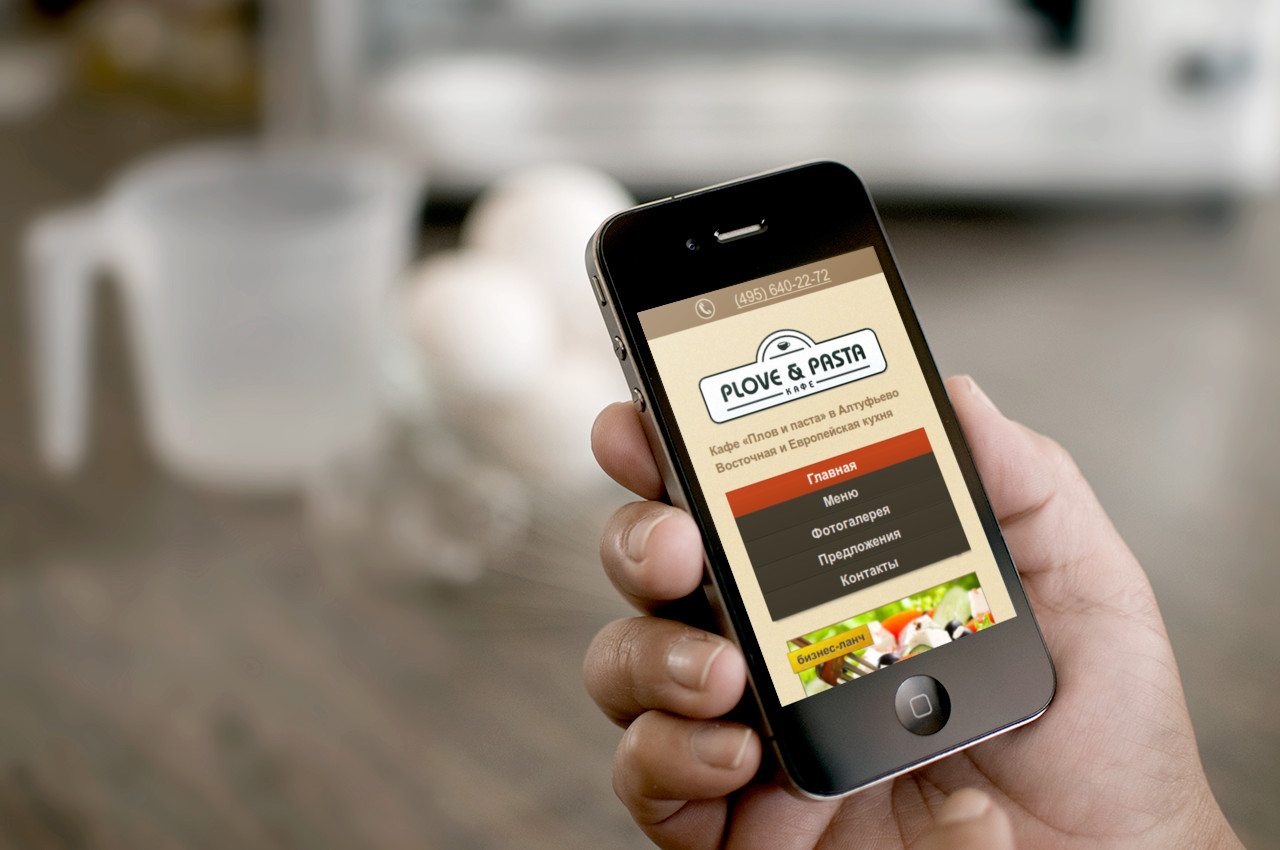 (495) 640-22-72
PLOVE & PASTA
КАФЕ
Кафе «Плов и паста» в Алтуфьево
Восточная и Европейская кухня
Главная
Меню
Фотогалерея
Предложения
Контакты
бизнес-ланч